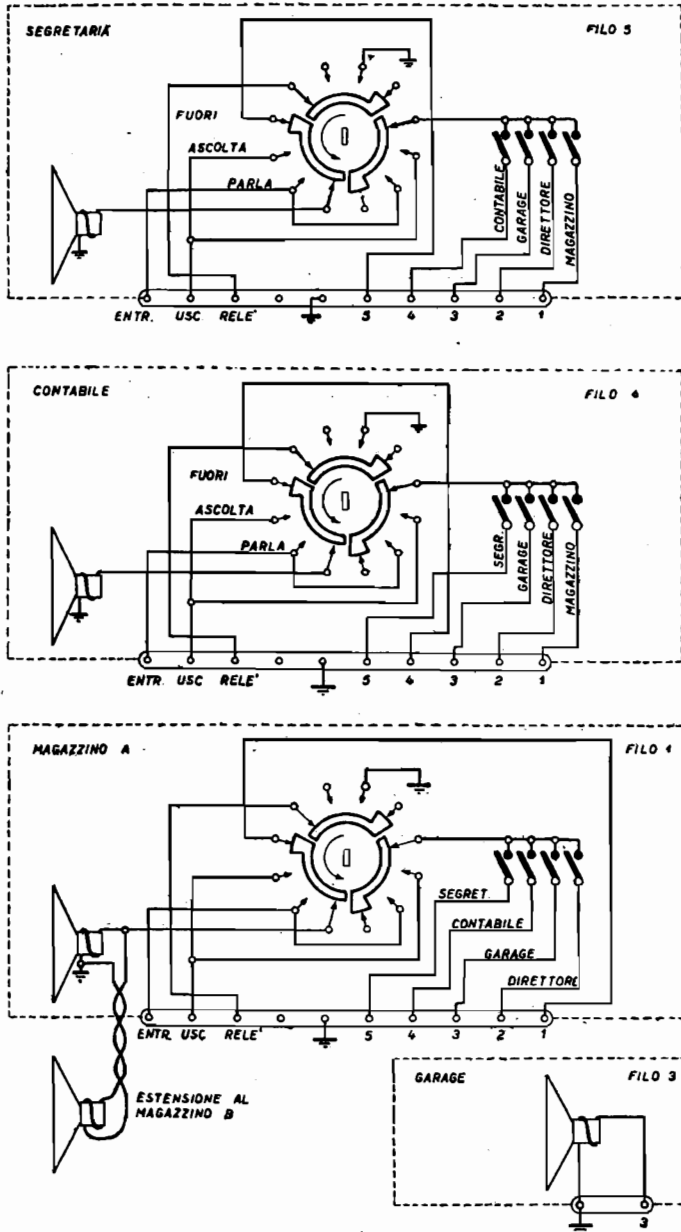 SEGRETARIA
FILO 5
FUORI
ASCOLTA
PARLA
CONTABILE
GARAGE
DIRETTORE
MAGAZZINO
ENTR. USC RELE' 5 4 3 2 1
CONTABILE
FILO 4
FUORI
ASCOLTA
PARLA
SEGR.
GARAGE
DIRETTORE
MAGAZZINO
ENTR. USC RELE' 5 4 3 2 1
MAGAZZINO A
FILO 1
SEGRET.
CONTABILE
GARAGE
DIRETTORE
ENTR USC RELE' 5 4 3 2 1
ESTENSIONE AL
MAGAZZINO B
GARAGE
FILO 3
3